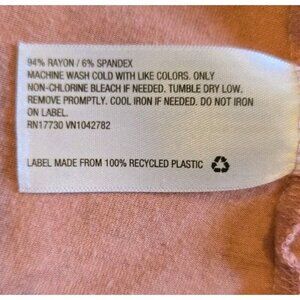 94% RAYON / 6% SPANDEX
MACHINE WASH COLD WITH LIKE COLORS. ONLY
NON-CHLORINE BLEACH IF NEEDED. TUMBLE DRY LOW.
REMOVE PROMPTLY. COOL IRON IF NEEDED. DO NOT IRON
ON LABEL.
RN17730 VN1042782
LABEL MADE FROM 100% RECYCLED PLASTIC